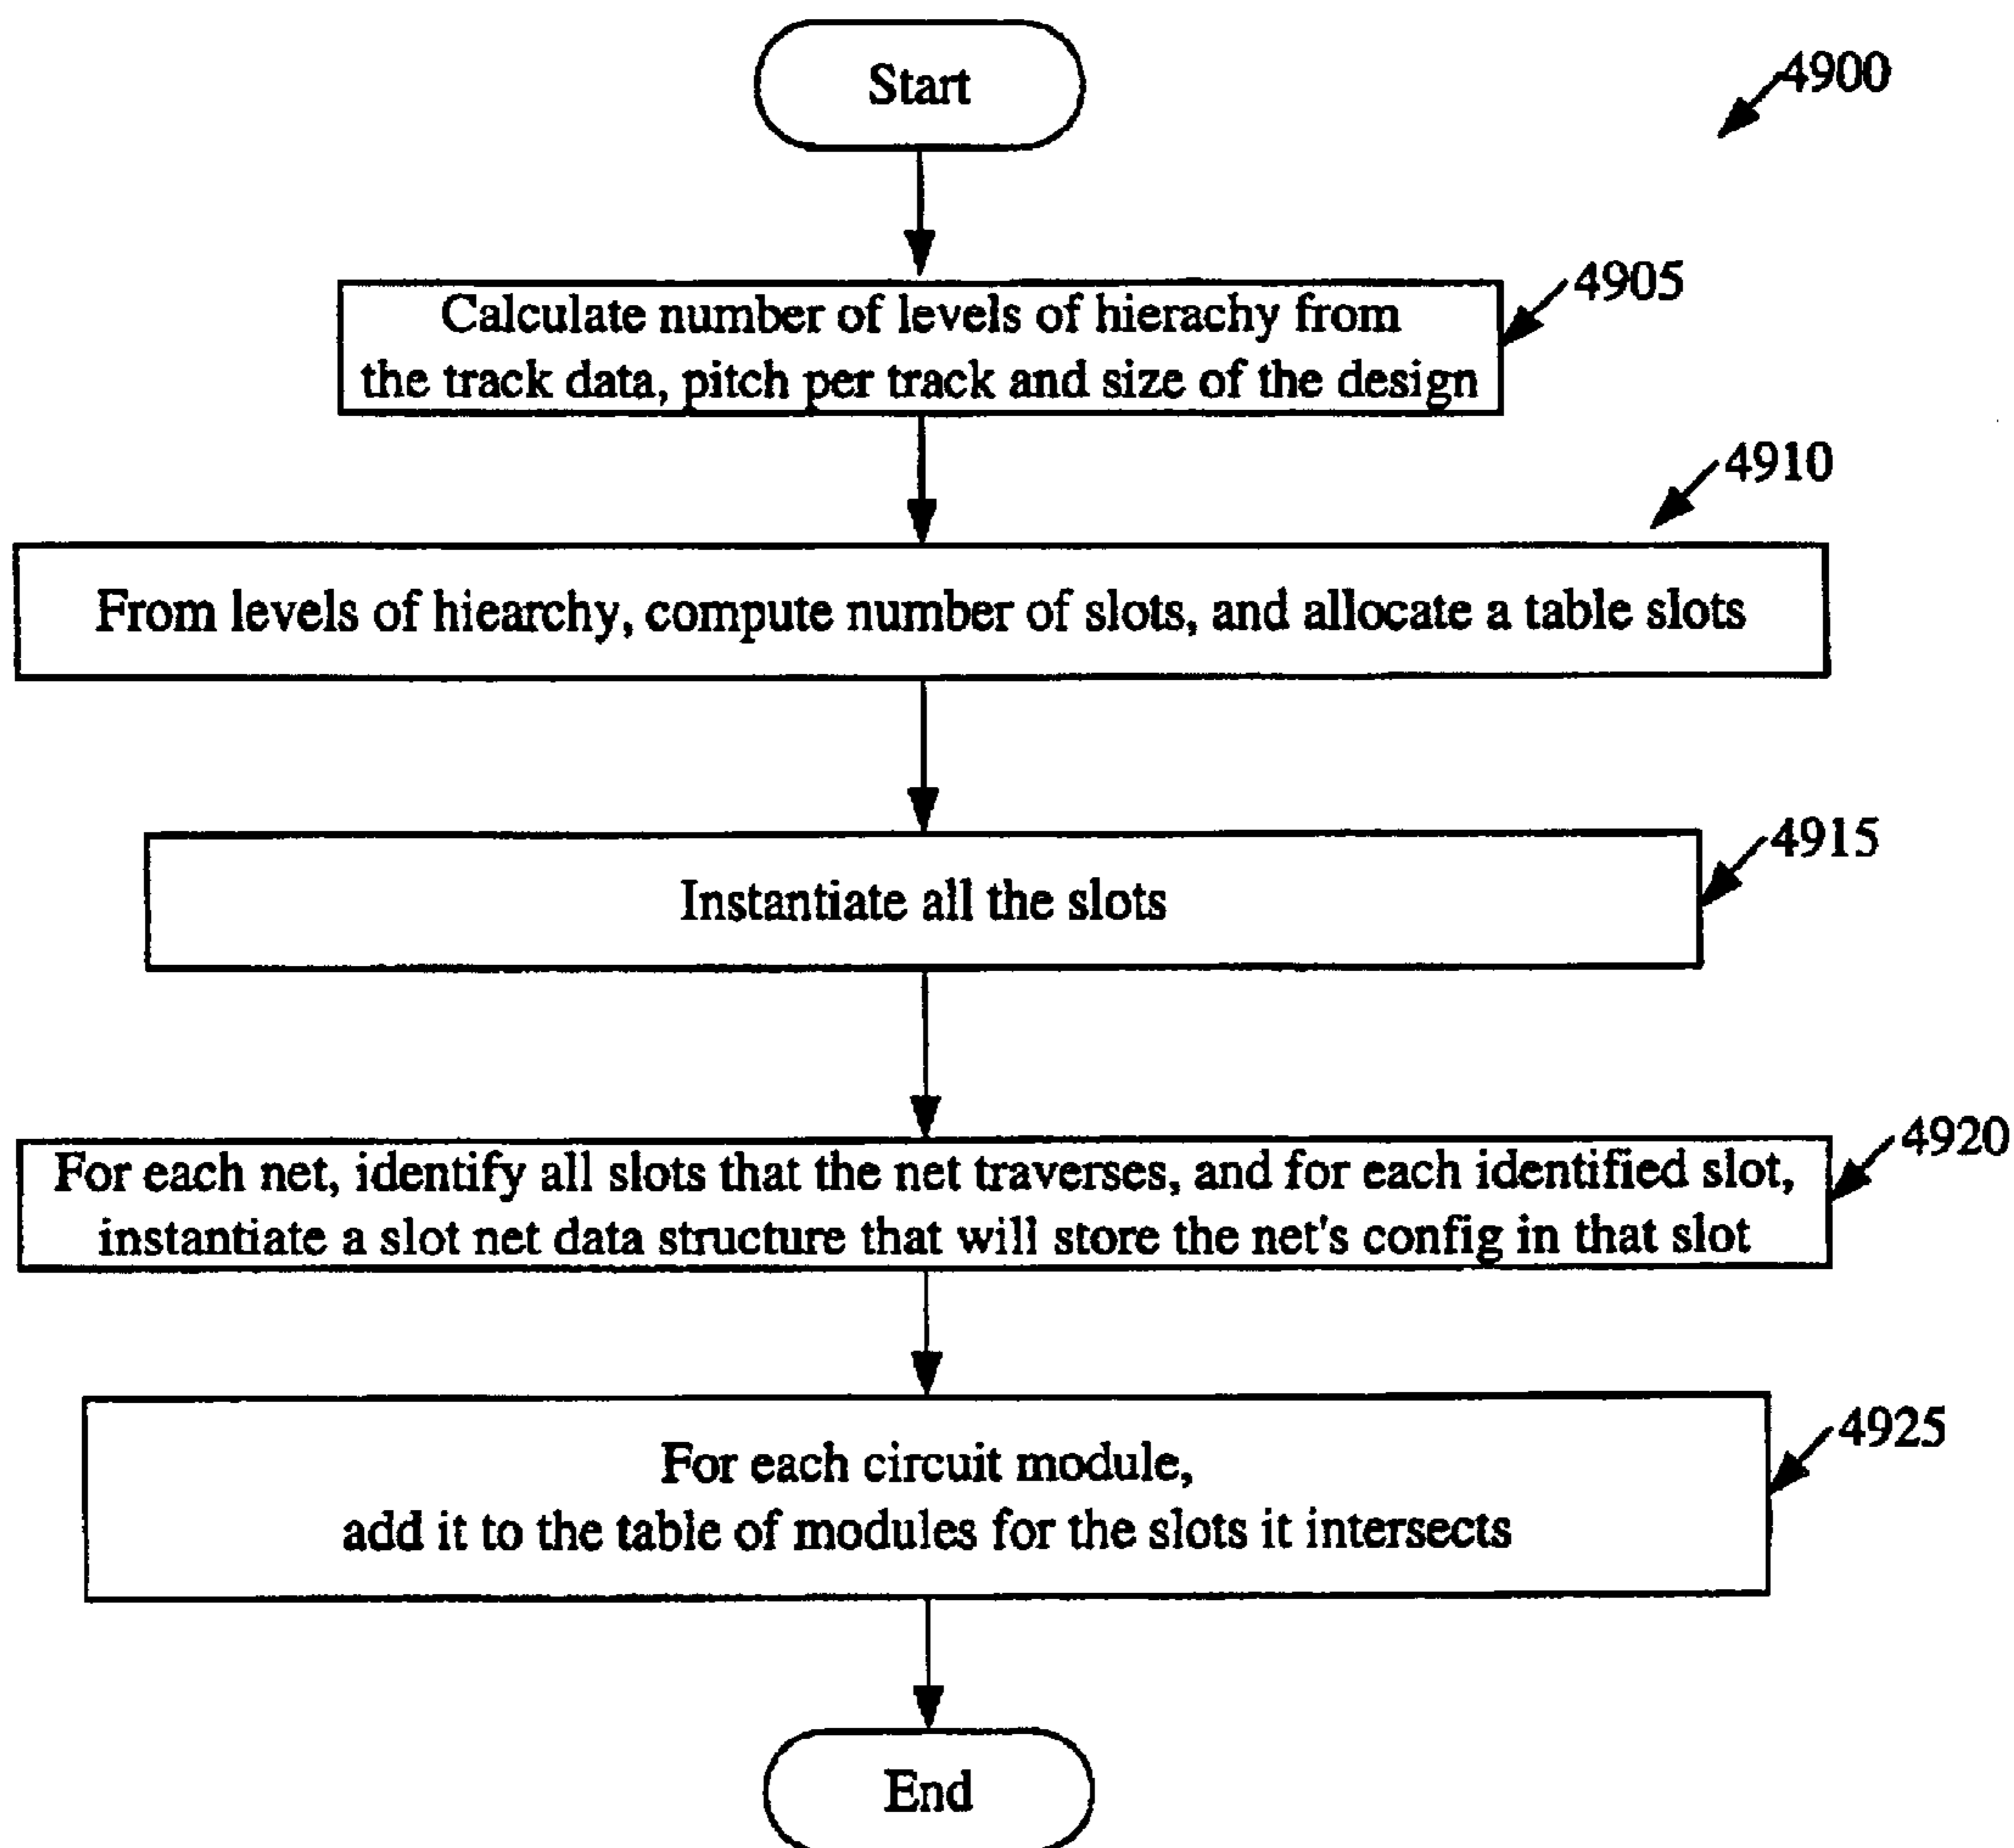 Start
4900
4905
Calculate number of levels of hierachy from
the track data, pitch per track and size of the design
4910
From levels of hiearchy, compute number of slots, and allocate a table slots
4915
Instantiate all the slots
4920
For each net, identify all slots that the net traverses, and for each identified slot,
instantiate a slot net data structure that will store the net's config in that slot
4925
For each circuit module,
add it to the table of modules for the slots it intersects
End